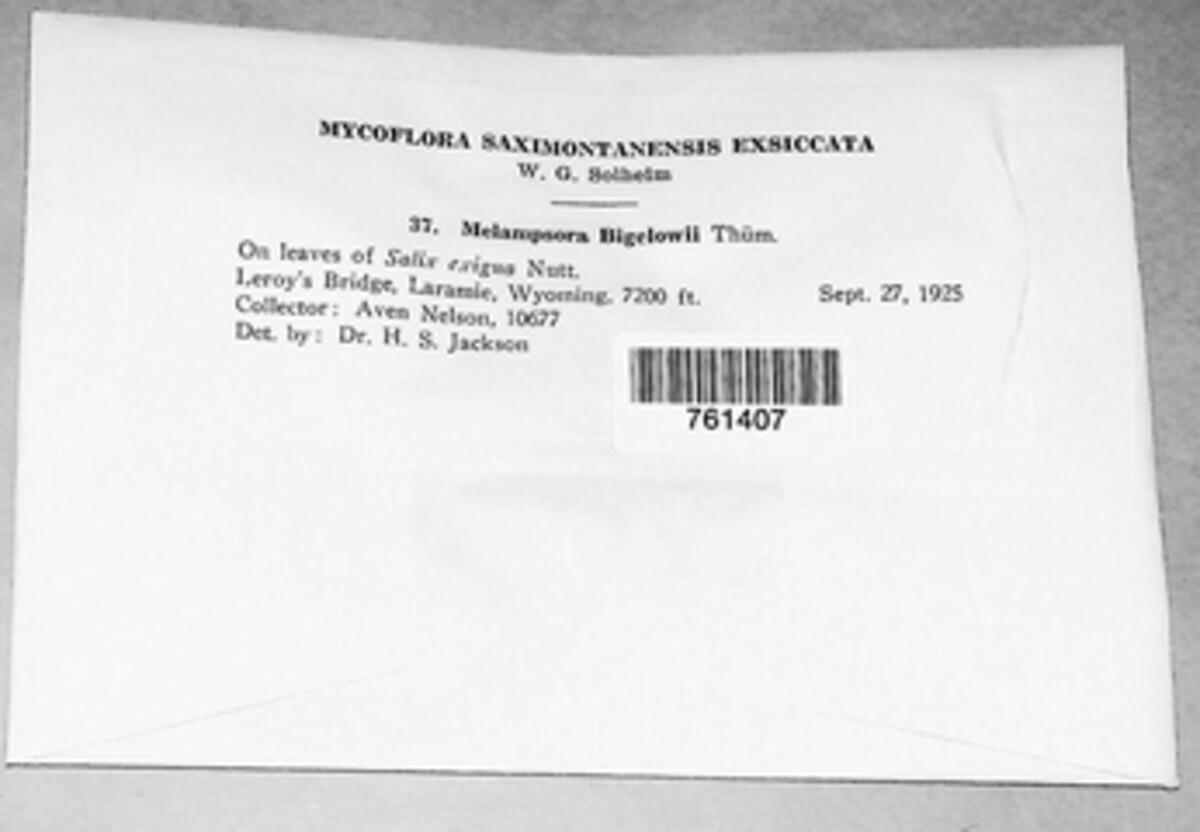 MYCOFLORA SAXIMONTANENSIS EXSICCATA
W. G. Solheim
37. Melampsora Bigelowii Thüm.
On leaves of Salix exigua Nutt.
Leroy's Bridge, Laramie, Wyoming, 7200 ft. Sept. 27, 1925
Collector: Aven Nelson, 10677
Det. by: Dr. H. S. Jackson
761407